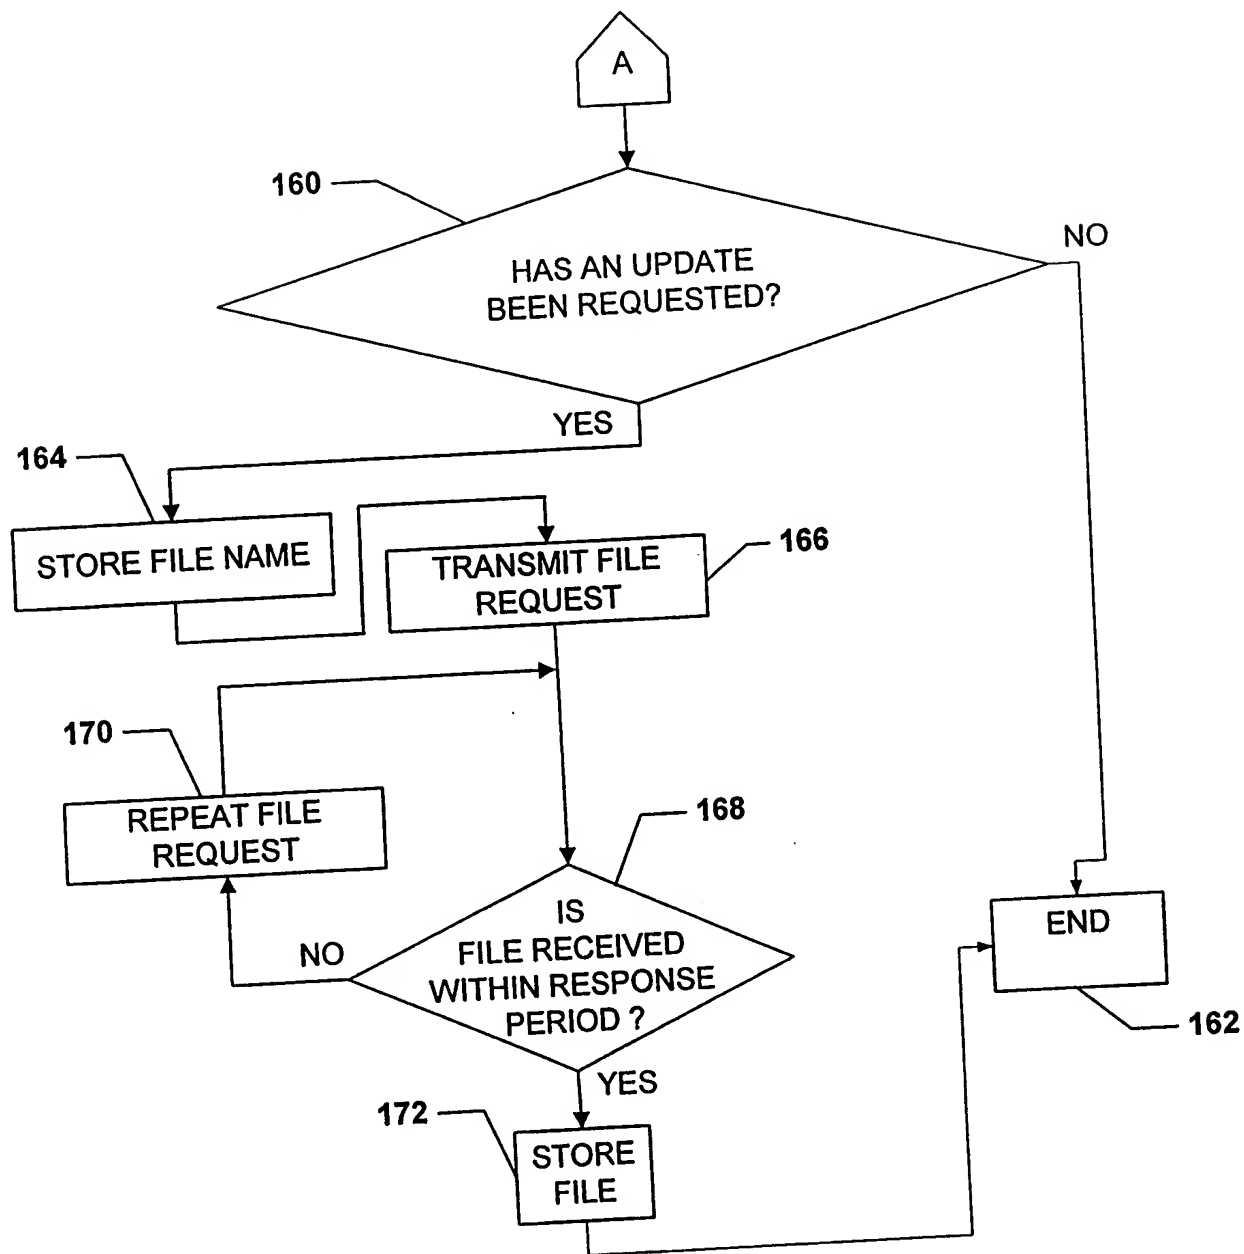 A
160
NO
HAS AN UPDATE
BEEN REQUESTED?
YES
164
STORE FILE NAME
TRANSMIT FILE
REQUEST
166
170
REPEAT FILE
REQUEST
168
IS
FILE RECEIVED
WITHIN RESPONSE
PERIOD ?
NO
END
162
YES
172
STORE
FILE